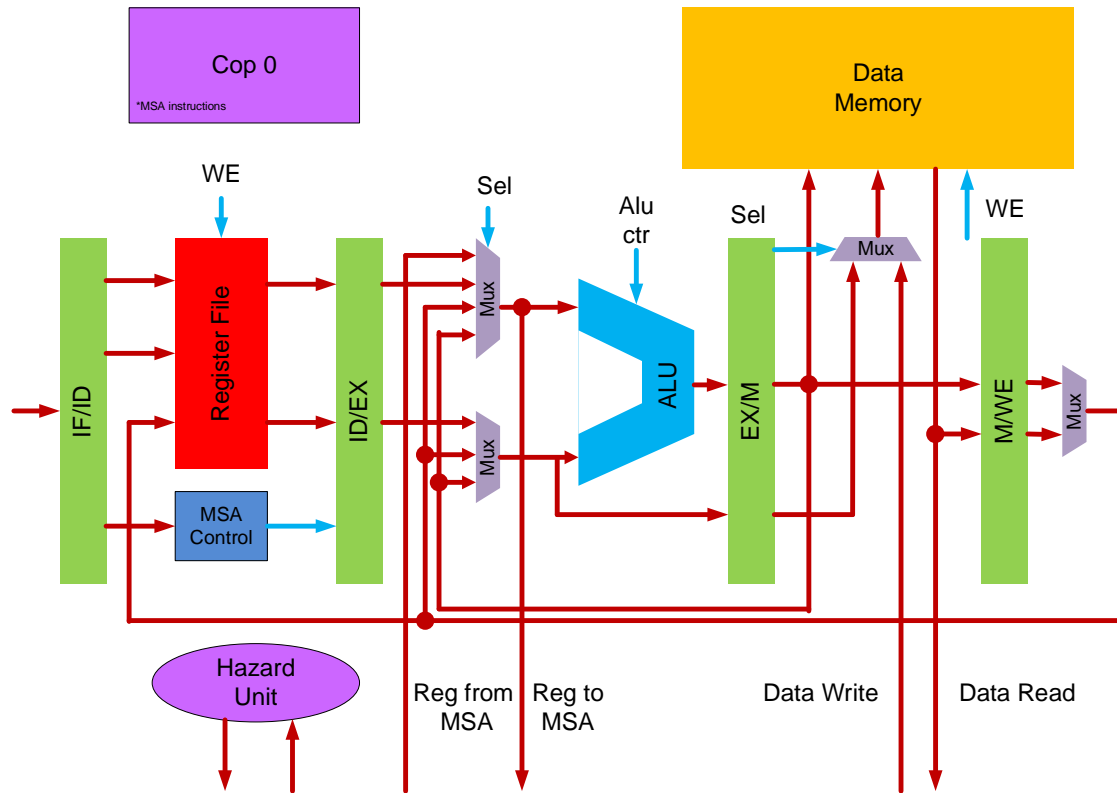 Cop 0
*MSA instructions
Data
Memory
WE
Sel
Alu
ctr
Sel
WE
Mux
IF/ID
Register File
ID/EX
Mux
ALU
EX/M
M/WE
Mux
Mux
MSA
Control
Hazard
Unit
Reg from
MSA
Reg to
MSA
Data Write
Data Read